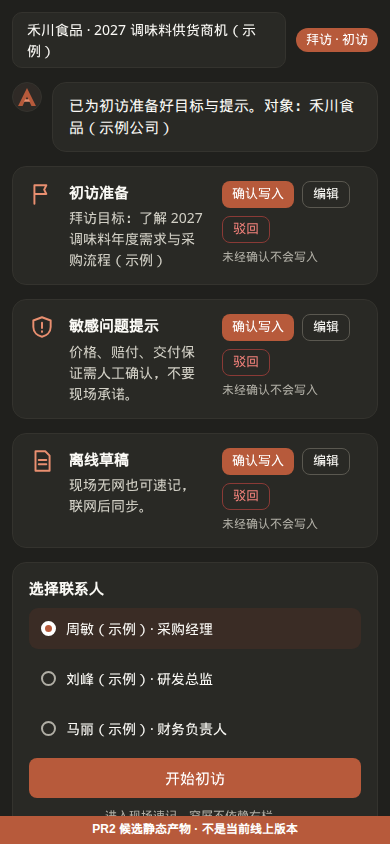 禾川食品 · 2027 调味料供货商机（示
例）
拜访 · 初访
已为初访准备好目标与提示。对象：禾川食
品（示例公司）
初访准备
拜访目标：了解 2027
调味料年度需求与采
购流程（示例）
确认写入
编辑
驳回
未经确认不会写入
敏感问题提示
价格、赔付、交付保
证需人工确认，不要
现场承诺。
确认写入
编辑
驳回
未经确认不会写入
离线草稿
现场无网也可速记，
联网后同步。
确认写入
编辑
驳回
未经确认不会写入
选择联系人
周敏（示例）· 采购经理
刘峰（示例）· 研发总监
马丽（示例）· 财务负责人
开始初访
PR2 候选静态产物 · 不是当前线上版本